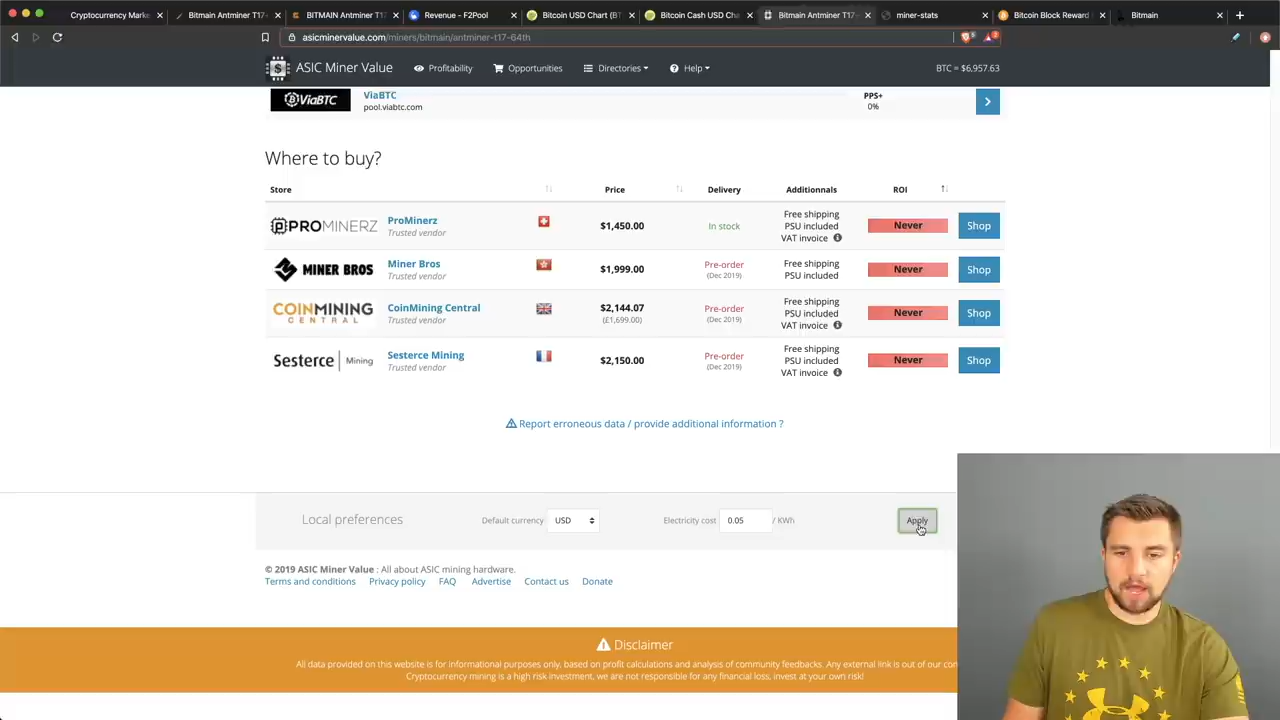 Cryptocurrency Market
Bitmain Antminer T17-
BITMAIN Antminer T17-
Revenue - F2Pool
Bitcoin USD Chart (BT
Bitcoin Cash USD Cha
Bitmain Antminer T17-
miner-stats
Bitcoin Block Reward
Bitmain
asicminervalue.com/miners/bitmain/antminer-t17-64th
ASIC Miner Value
Profitability
Opportunities
Directories
Help
BTC = $6,957.63
ViaBTC
ViaBTC
pool.viabtc.com
PPS+
0%
Where to buy?
Store
Price
Delivery
Additionnals
ROI
PROMINERZ
ProMinerz
Trusted vendor
$1,450.00
In stock
Free shipping
PSU included
VAT invoice
Never
Shop
MINER BROS
Miner Bros
Trusted vendor
$1,999.00
Pre-order
(Dec 2019)
Free shipping
PSU included
Never
Shop
COINMINING
CENTRAL
CoinMining Central
Trusted vendor
$2,144.07
(£1,699.00)
Pre-order
(Dec 2019)
Free shipping
PSU included
VAT invoice
Never
Shop
Sesterce | Mining
Sesterce Mining
Trusted vendor
$2,150.00
Pre-order
(Dec 2019)
Free shipping
PSU included
VAT invoice
Never
Shop
Report erroneous data / provide additional information ?
Local preferences
Default currency
USD
Electricity cost
0.05
/ KWh
Apply
© 2019 ASIC Miner Value : All about ASIC mining hardware.
Terms and conditions
Privacy policy
FAQ
Advertise
Contact us
Donate
Disclaimer
All data provided on this website is for informational purposes only, based on profit calculations and analysis of community feedbacks. Any external link is out of our con
Cryptocurrency mining is a high risk investment, we are not responsible for any financial loss, invest at your own risk!